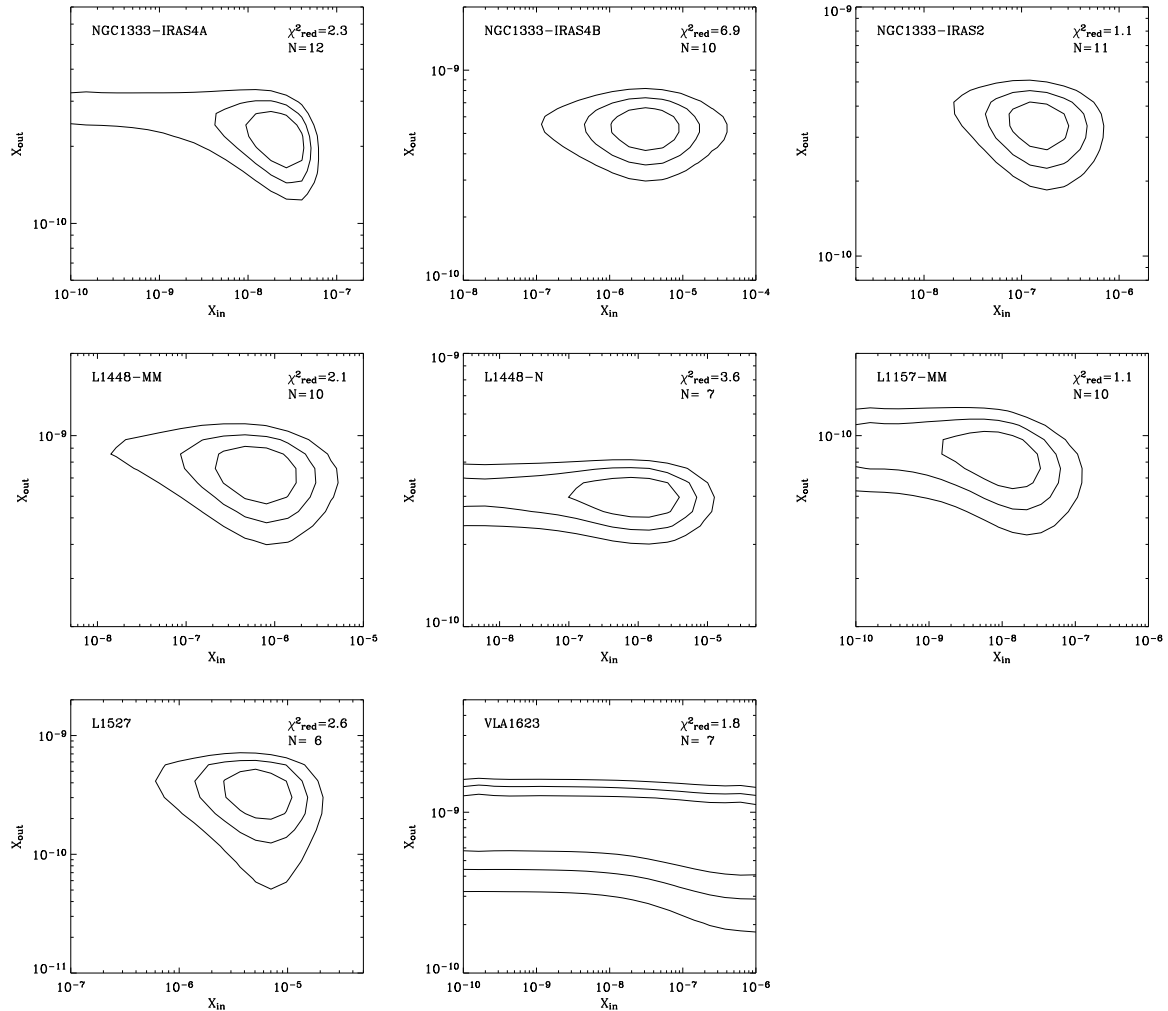 NGC1333-IRAS4A
χ²red=2.3
N=12
10⁻¹⁰
Xout
10⁻¹⁰ 10⁻⁹ 10⁻⁸ 10⁻⁷
Xin
NGC1333-IRAS4B
χ²red=6.9
N=10
10⁻⁹
10⁻¹⁰
Xout
10⁻⁸ 10⁻⁷ 10⁻⁶ 10⁻⁵ 10⁻⁴
Xin
NGC1333-IRAS2
χ²red=1.1
N=11
10⁻⁹
10⁻¹⁰
Xout
10⁻⁸ 10⁻⁷ 10⁻⁶
Xin
L1448-MM
χ²red=2.1
N=10
10⁻⁹
Xout
10⁻⁸ 10⁻⁷ 10⁻⁶ 10⁻⁵
Xin
L1448-N
χ²red=3.6
N= 7
10⁻⁹
10⁻¹⁰
Xout
10⁻⁸ 10⁻⁷ 10⁻⁶ 10⁻⁵
Xin
L1157-MM
χ²red=1.1
N=10
10⁻¹⁰
Xout
10⁻¹⁰ 10⁻⁹ 10⁻⁸ 10⁻⁷ 10⁻⁶
Xin
L1527
χ²red=2.6
N= 6
10⁻⁹
10⁻¹⁰
10⁻¹¹
Xout
10⁻⁷ 10⁻⁶ 10⁻⁵
Xin
VLA1623
χ²red=1.8
N= 7
10⁻⁹
10⁻¹⁰
Xout
10⁻¹⁰ 10⁻⁹ 10⁻⁸ 10⁻⁷ 10⁻⁶
Xin